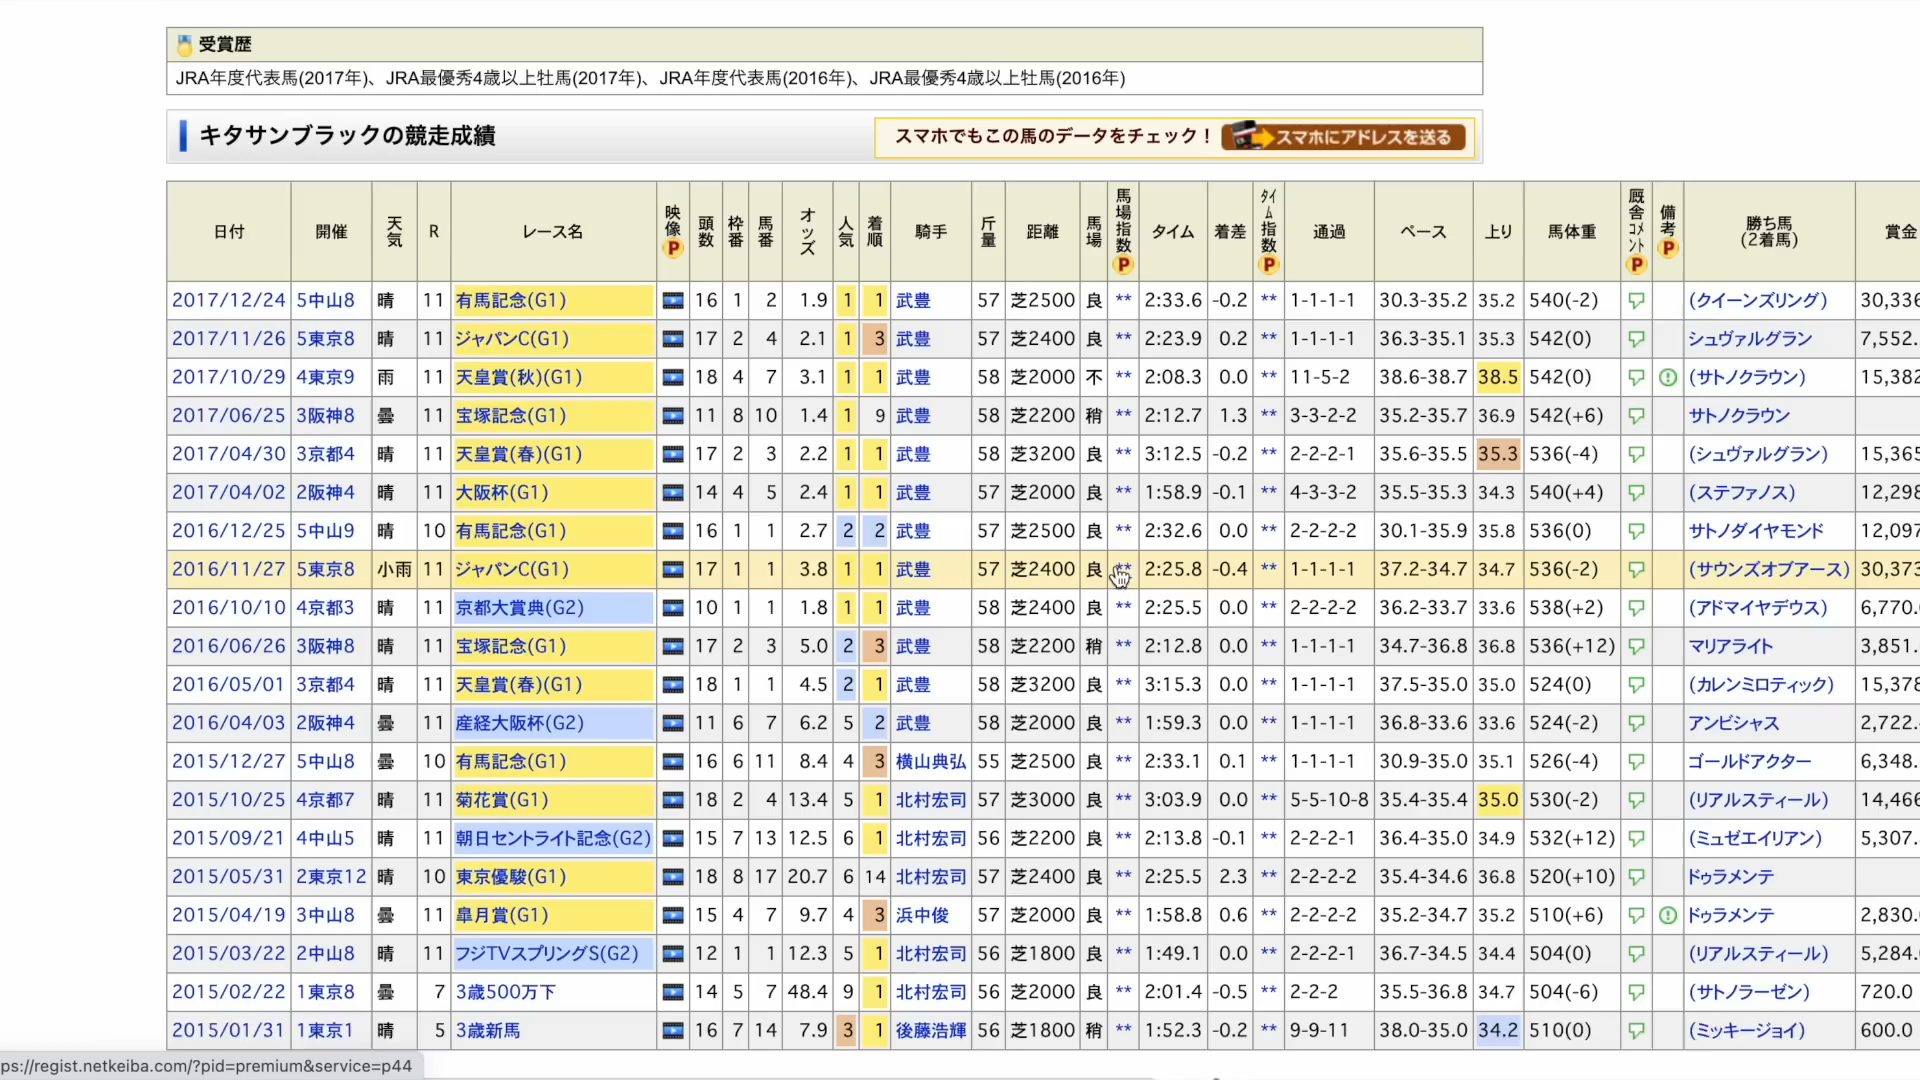 受賞歴
JRA年度代表馬(2017年)、JRA最優秀4歳以上牡馬(2017年)、JRA年度代表馬(2016年)、JRA最優秀4歳以上牡馬(2016年)
キタサンブラックの競走成績
スマホでもこの馬のデータをチェック！ スマホにアドレスを送る
日付 開催 天気 R レース名 映像 P 頭数 枠番 馬番 オッズ 人気 着順 騎手 斤量 距離 馬場 馬場指数 P タイム 着差 タイム指数 P 通過 ペース 上り 馬体重 厩舎コメント P 備考 P 勝ち馬(2着馬) 賞金
2017/12/24 5中山8 晴 11 有馬記念(G1) 16 1 2 1.9 1 1 武豊 57 芝2500 良 ** 2:33.6 -0.2 ** 1-1-1-1 30.3-35.2 35.2 540(-2) (クイーンズリング) 30,336
2017/11/26 5東京8 晴 11 ジャパンC(G1) 17 2 4 2.1 1 3 武豊 57 芝2400 良 ** 2:23.9 0.2 ** 1-1-1-1 36.3-35.1 35.3 542(0) シュヴァルグラン 7,552.
2017/10/29 4東京9 雨 11 天皇賞(秋)(G1) 18 4 7 3.1 1 1 武豊 58 芝2000 不 ** 2:08.3 0.0 ** 11-5-2 38.6-38.7 38.5 542(0) (サトノクラウン) 15,382
2017/06/25 3阪神8 曇 11 宝塚記念(G1) 11 8 10 1.4 1 9 武豊 58 芝2200 稍 ** 2:12.7 1.3 ** 3-3-2-2 35.2-35.7 36.9 542(+6) サトノクラウン
2017/04/30 3京都4 晴 11 天皇賞(春)(G1) 17 2 3 2.2 1 1 武豊 58 芝3200 良 ** 3:12.5 -0.2 ** 2-2-2-1 35.6-35.5 35.3 536(-4) (シュヴァルグラン) 15,365
2017/04/02 2阪神4 晴 11 大阪杯(G1) 14 4 5 2.4 1 1 武豊 57 芝2000 良 ** 1:58.9 -0.1 ** 4-3-3-2 35.5-35.3 34.3 540(+4) (ステファノス) 12,298
2016/12/25 5中山9 晴 10 有馬記念(G1) 16 1 1 2.7 2 2 武豊 57 芝2500 良 ** 2:32.6 0.0 ** 2-2-2-2 30.1-35.9 35.8 536(0) サトノダイヤモンド 12,097
2016/11/27 5東京8 小雨 11 ジャパンC(G1) 17 1 1 3.8 1 1 武豊 57 芝2400 良 ** 2:25.8 -0.4 ** 1-1-1-1 37.2-34.7 34.7 536(-2) (サウンズオブアース) 30,373
2016/10/10 4京都3 晴 11 京都大賞典(G2) 10 1 1 1.8 1 1 武豊 58 芝2400 良 ** 2:25.5 0.0 ** 2-2-2-2 36.2-33.7 33.6 538(+2) (アドマイヤデウス) 6,770.
2016/06/26 3阪神8 晴 11 宝塚記念(G1) 17 2 3 5.0 2 3 武豊 58 芝2200 稍 ** 2:12.8 0.0 ** 1-1-1-1 34.7-36.8 36.8 536(+12) マリアライト 3,851.
2016/05/01 3京都4 晴 11 天皇賞(春)(G1) 18 1 1 4.5 2 1 武豊 58 芝3200 良 ** 3:15.3 0.0 ** 1-1-1-1 37.5-35.0 35.0 524(0) (カレンミロティック) 15,378
2016/04/03 2阪神4 曇 11 産経大阪杯(G2) 11 6 7 6.2 5 2 武豊 58 芝2000 良 ** 1:59.3 0.0 ** 1-1-1-1 36.8-33.6 33.6 524(-2) アンビシャス 2,722.
2015/12/27 5中山8 曇 10 有馬記念(G1) 16 6 11 8.4 4 3 横山典弘 55 芝2500 良 ** 2:33.1 0.1 ** 1-1-1-1 30.9-35.0 35.1 526(-4) ゴールドアクター 6,348.
2015/10/25 4京都7 晴 11 菊花賞(G1) 18 2 4 13.4 5 1 北村宏司 57 芝3000 良 ** 3:03.9 0.0 ** 5-5-10-8 35.4-35.4 35.0 530(-2) (リアルスティール) 14,466
2015/09/21 4中山5 晴 11 朝日セントライト記念(G2) 15 7 13 12.5 6 1 北村宏司 56 芝2200 良 ** 2:13.8 -0.1 ** 2-2-2-1 36.4-35.0 34.9 532(+12) (ミュゼエイリアン) 5,307.
2015/05/31 2東京12 晴 10 東京優駿(G1) 18 8 17 20.7 6 14 北村宏司 57 芝2400 良 ** 2:25.5 2.3 ** 2-2-2-2 35.4-34.6 36.8 520(+10) ドゥラメンテ
2015/04/19 3中山8 曇 11 皐月賞(G1) 15 4 7 9.7 4 3 浜中俊 57 芝2000 良 ** 1:58.8 0.6 ** 2-2-2-2 35.2-34.7 35.2 510(+6) ドゥラメンテ 2,830.
2015/03/22 2中山8 晴 11 フジTVスプリングS(G2) 12 1 1 12.3 5 1 北村宏司 56 芝1800 良 ** 1:49.1 0.0 ** 2-2-2-2 36.7-34.5 34.4 504(0) (リアルスティール) 5,284.
2015/02/22 1東京8 曇 7 3歳500万下 14 5 7 48.4 9 1 北村宏司 56 芝2000 良 ** 2:01.4 -0.5 ** 2-2-2 35.5-36.8 34.7 504(-6) (サトノラーゼン) 720.0
2015/01/31 1東京1 晴 5 3歳新馬 16 7 14 7.9 3 1 後藤浩輝 56 芝1800 稍 ** 1:52.3 -0.2 ** 9-9-11 38.0-35.0 34.2 510(0) (ミッキージョイ) 600.0
ps://regist.netkeiba.com/?pid=premium&service=p44